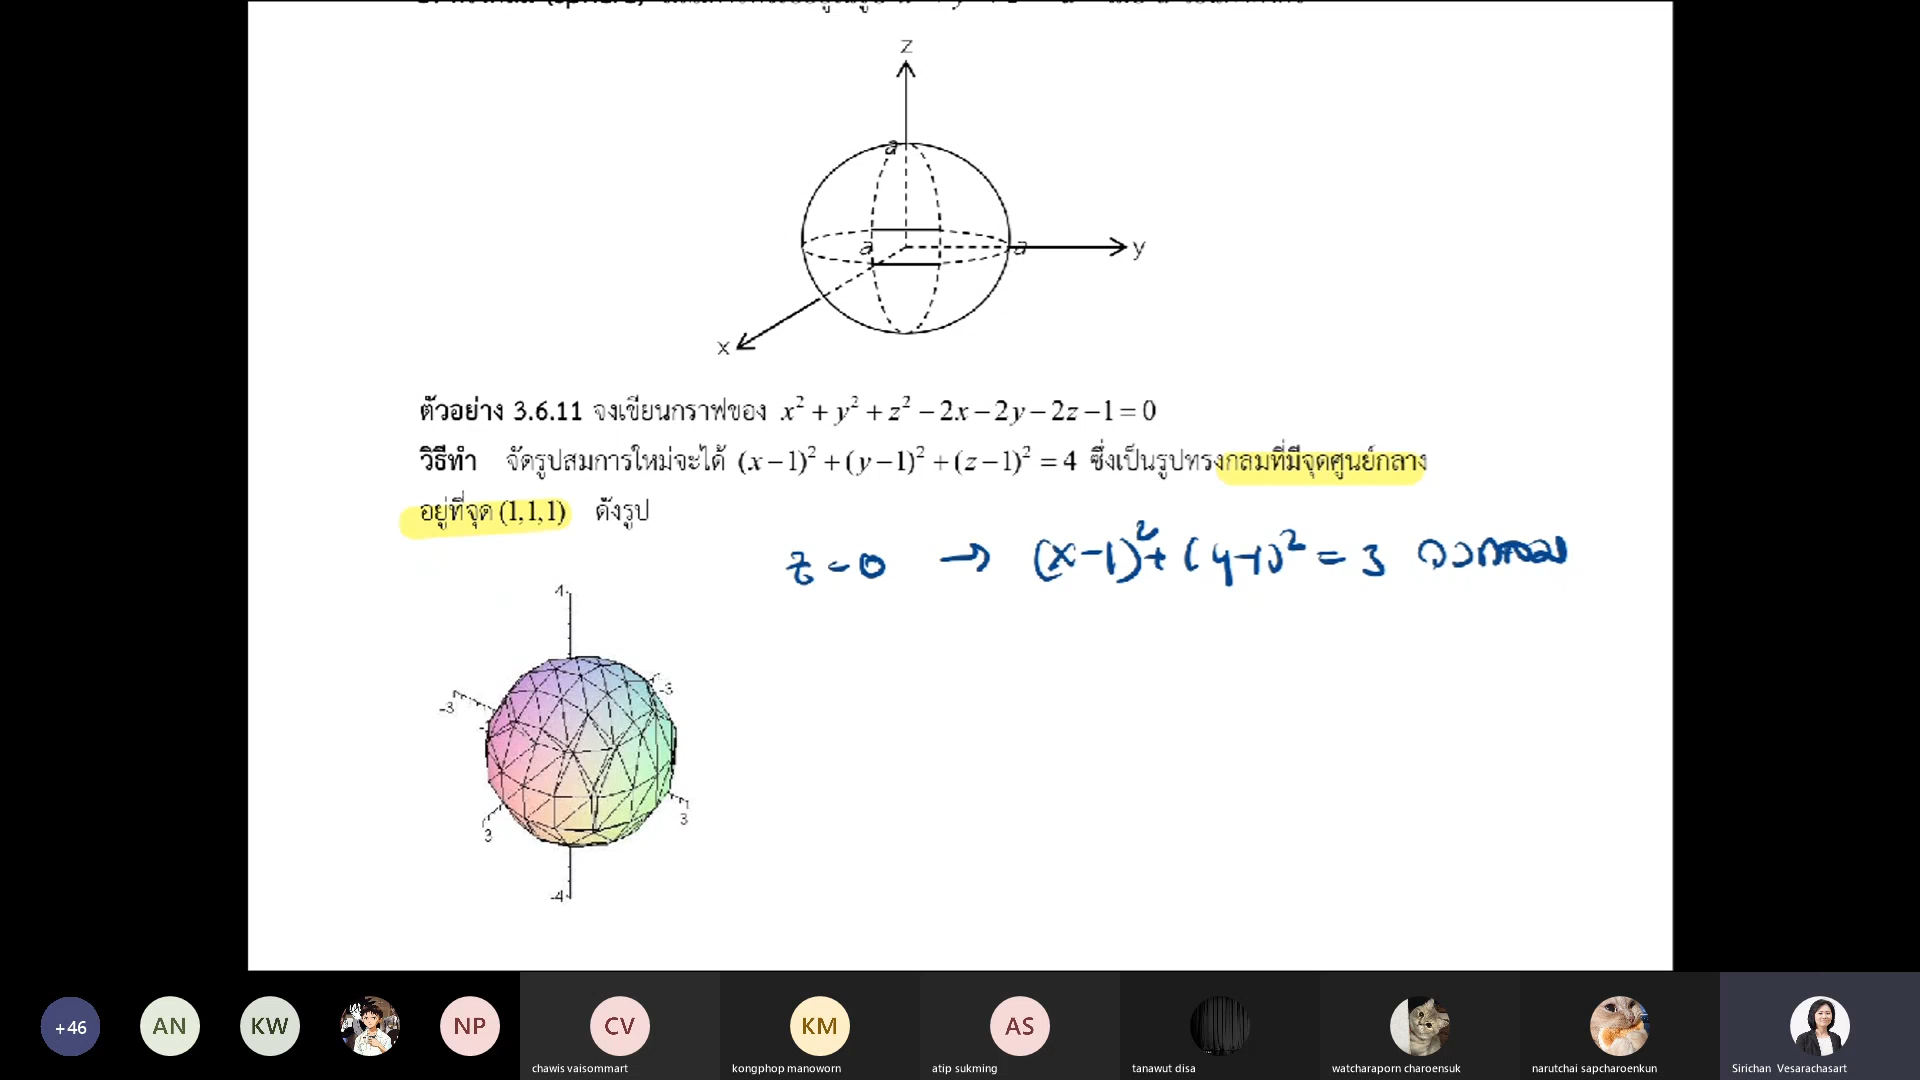 z
a
a
a
y
x
ตัวอย่าง 3.6.11 จงเขียนกราฟของ x² + y² + z² − 2x − 2y − 2z − 1 = 0
วิธีทำ จัดรูปสมการใหม่จะได้ (x − 1)² + (y − 1)² + (z − 1)² = 4 ซึ่งเป็นรูปทรงกลมที่มีจุดศูนย์กลาง
อยู่ที่จุด (1,1,1) ดังรูป
z = 0 → (x−1)² + (y−1)² = 3 วงกลม
4
-3
-3
3
3
-4
+46
AN
KW
NP
CV
KM
AS
chawis vaisommart
kongphop manoworn
atip sukming
tanawut disa
watcharaporn charoensuk
narutchai sapcharoenkun
Sirichan Vesarachasart